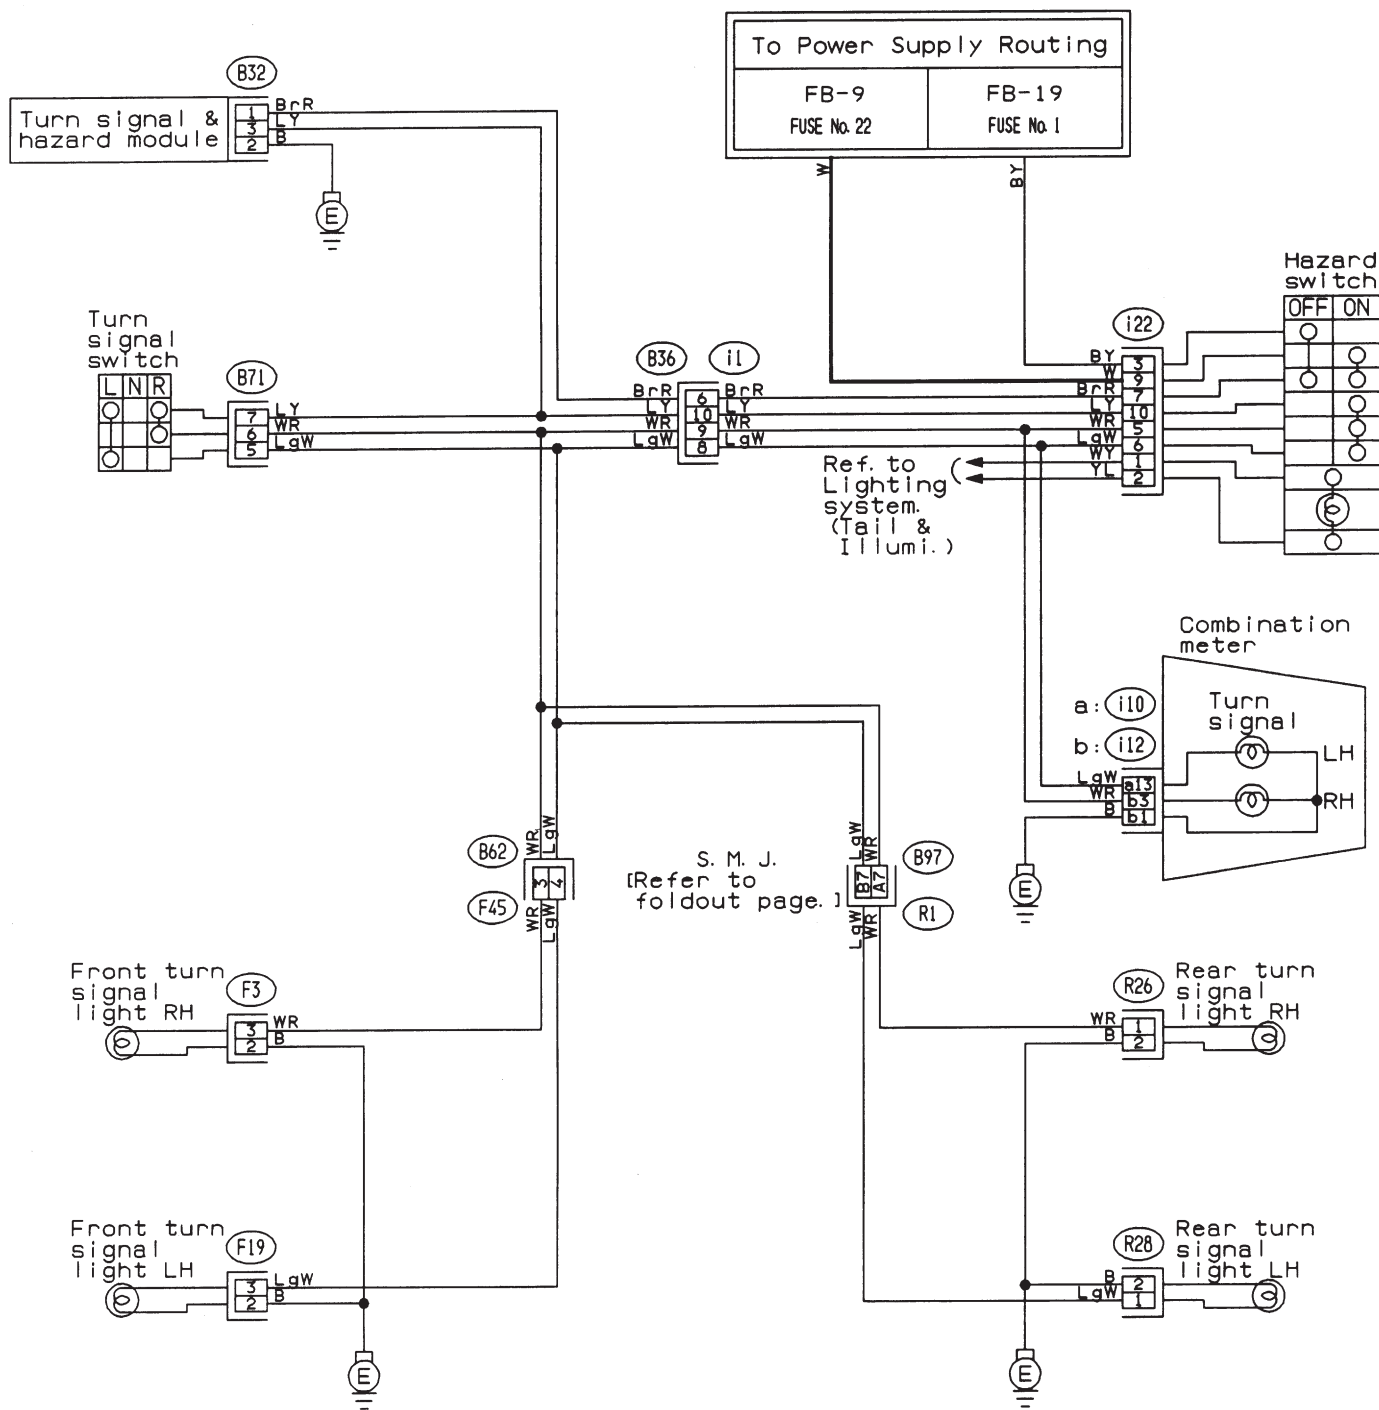 To Power Supply Routing
FB-9
FUSE No. 22
FB-19
FUSE No. 1
W
BY
B32
Turn signal &
hazard module
1
3
2
BrR
LY
B
E
Turn
signal
switch
L N R
B71
7
6
5
LY
WR
LgW
B36
i1
BrR
LY
WR
LgW
6
10
9
8
BrR
LY
WR
LgW
Hazard
switch
OFF ON
i22
BY
W
BrR
LY
WR
LgW
WY
YL
3
9
7
10
5
6
1
2
Ref. to
Lighting
system.
(Tail &
Illumi.)
Combination
meter
a: i10
b: i12
Turn
signal
LH
RH
LgW
WR
B
a13
b3
b1
E
WR
LgW
B62
3
4
F45
WR
LgW
S. M. J.
[Refer to
foldout page. ]
LgW
WR
B97
B7
A7
R1
LgW
WR
Front turn
signal
light RH
F3
3
2
WR
B
R26
WR
B
1
2
Rear turn
signal
light RH
Front turn
signal
light LH
F19
3
2
LgW
B
E
R28
B
LgW
2
1
Rear turn
signal
light LH
E